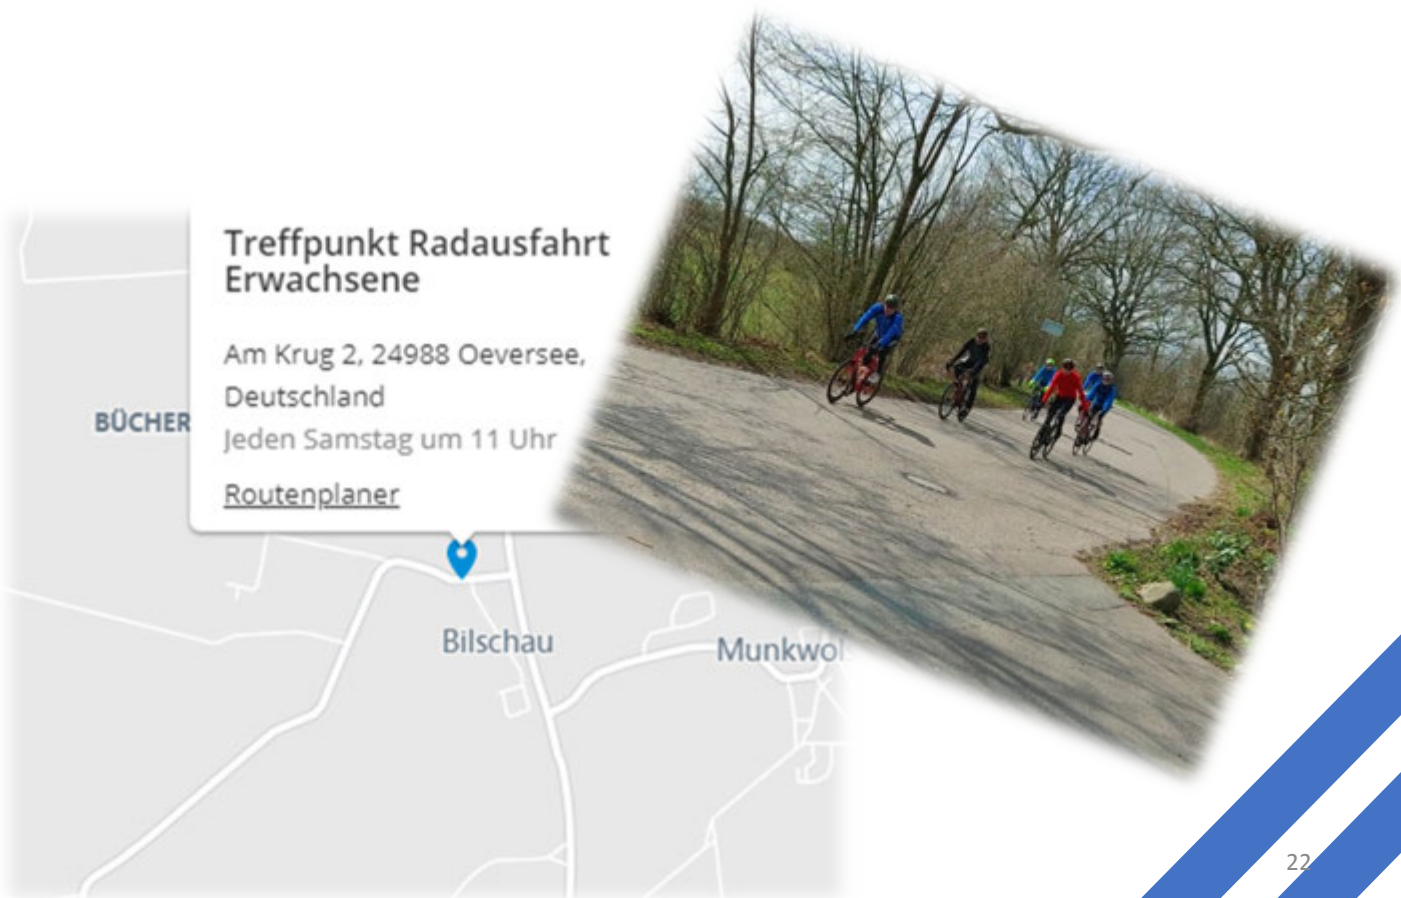 Treffpunkt Radausfahrt
Erwachsene
Am Krug 2, 24988 Oeversee,
Deutschland
Jeden Samstag um 11 Uhr
Routenplaner
BÜCHER
Bilschau
Munkwol
22